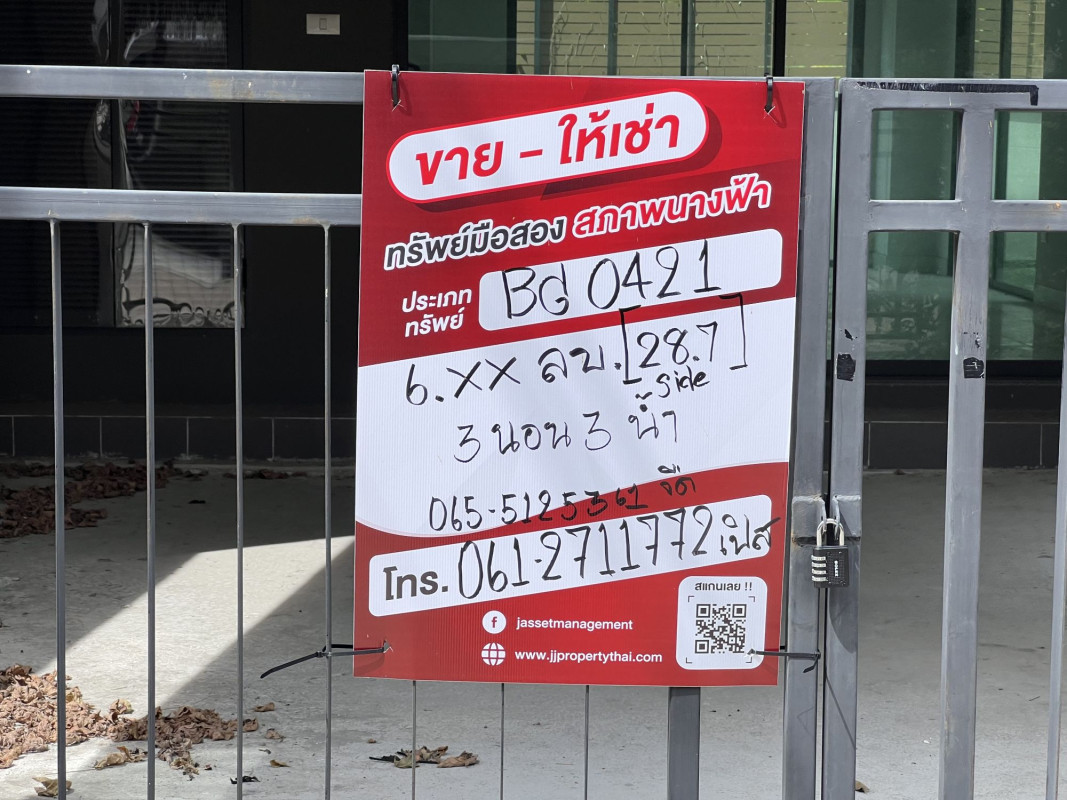 ขาย – ให้เช่า
ทรัพย์มือสอง สภาพนางฟ้า
ประเภททรัพย์ BG 0421
6.XX ลบ. [28.7]
Side
3 นอน 3 น้ำ
065-5125361 จีด
โทร. 061-2711772 เปิ้ล
jassetmanagement
www.jjpropertythai.com
สแกนเลย !!